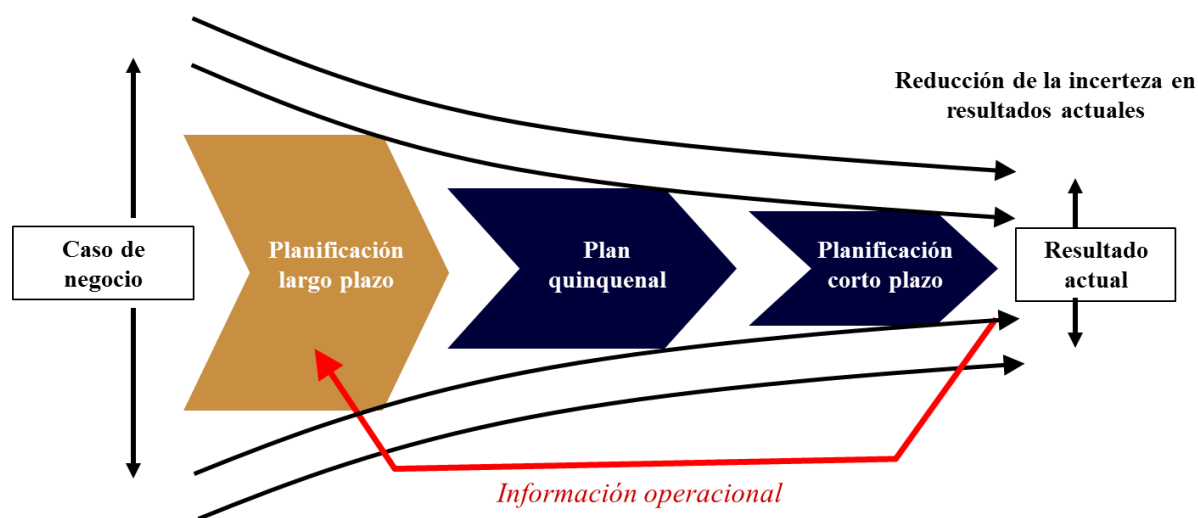 Reducción de la incerteza en
resultados actuales
Caso de
negocio
Planificación
largo plazo
Plan
quinquenal
Planificación
corto plazo
Resultado
actual
Información operacional